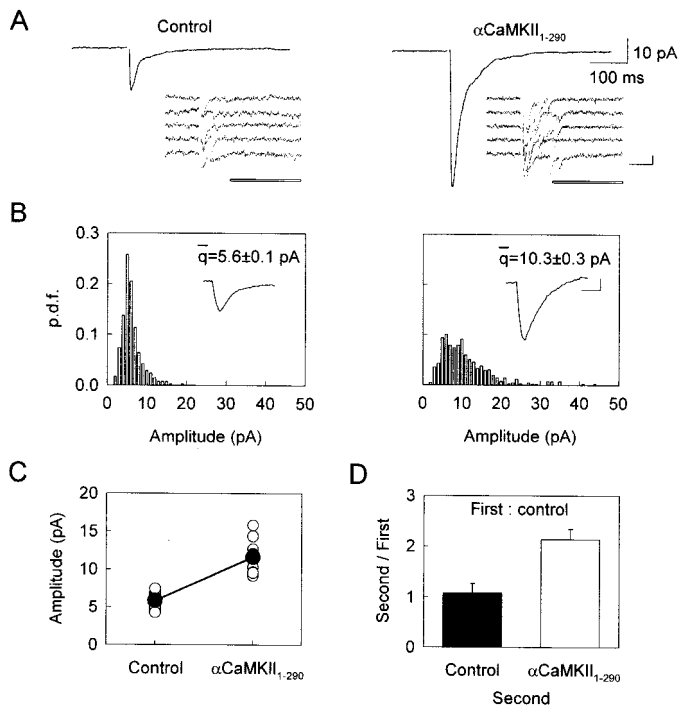 A
Control
αCaMKII1-290
10 pA
100 ms
B
p.d.f.
0.3
0.2
0.1
0.0
q̄=5.6±0.1 pA
0 10 20 30 40 50
Amplitude (pA)
q̄=10.3±0.3 pA
0 10 20 30 40 50
Amplitude (pA)
C
Amplitude (pA)
20
15
10
5
0
Control αCaMKII1-290
D
Second / First
3
2
1
0
First : control
Control αCaMKII1-290
Second